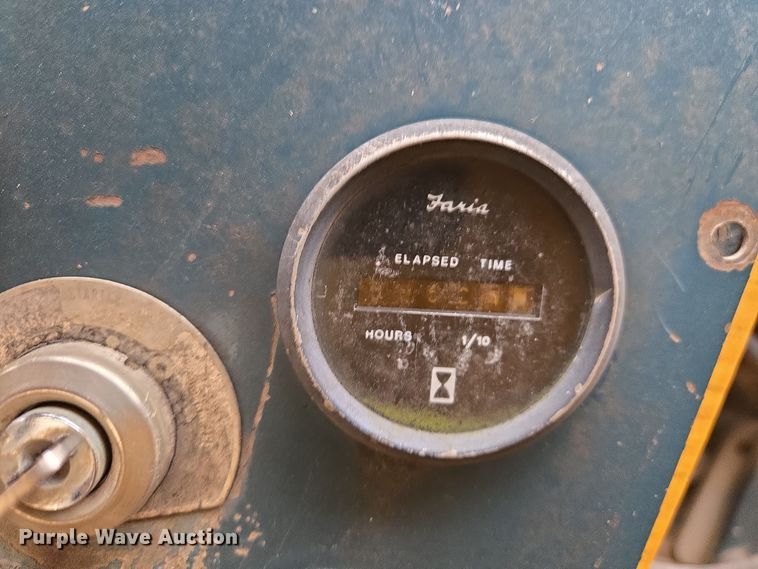 Faria
ELAPSED TIME
HOURS 1/10
Purple Wave Auction